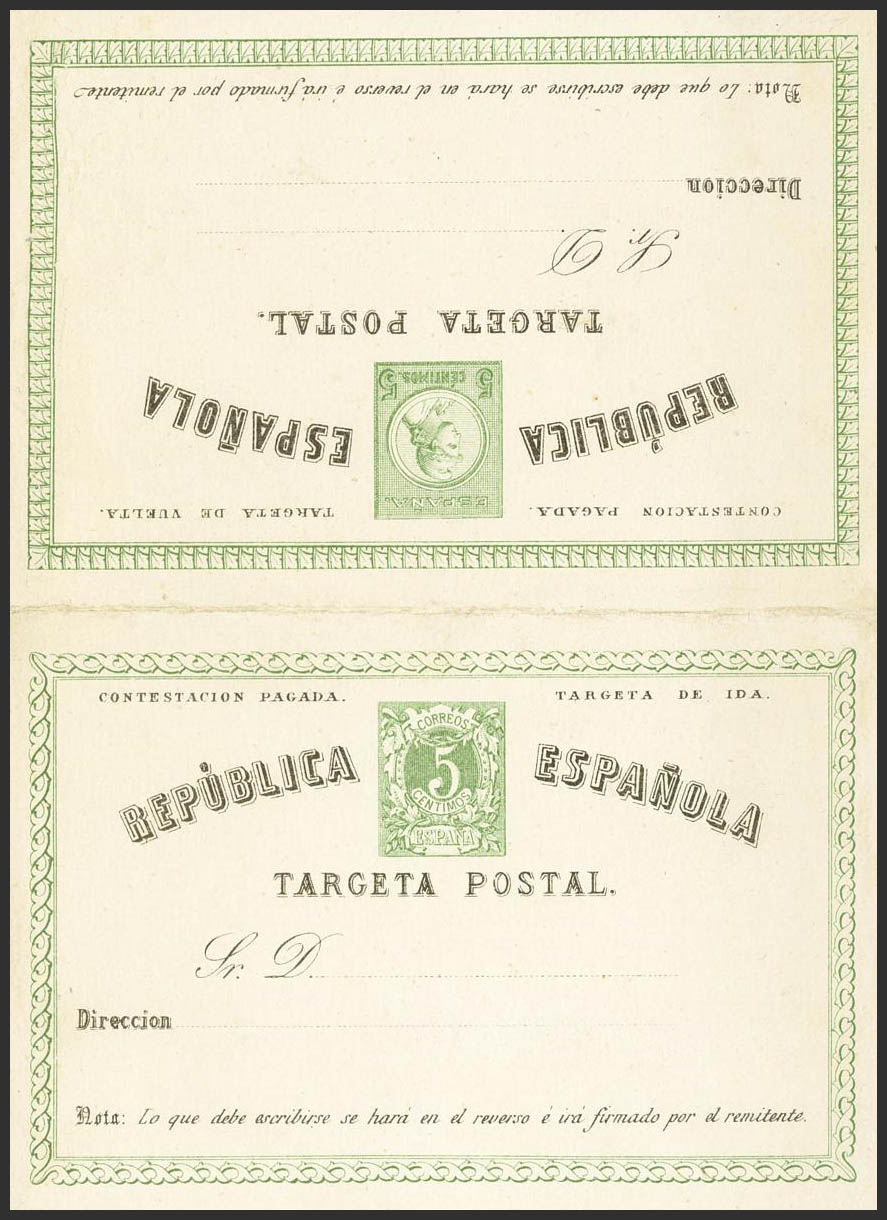 Nota: Lo que debe escribirse se hará en el reverso é irá firmado por el remitente
Direccion
Sr. D
TARGETA POSTAL.
5 CÉNTIMOS. 5
REPÚBLICA ESPAÑOLA
ESPAÑA.
CONTESTACION PAGADA. TARGETA DE VUELTA.
CONTESTACION PAGADA. TARGETA DE IDA.
CORREOS
REPÚBLICA ESPAÑOLA
5
CENTIMOS
ESPAÑA
TARGETA POSTAL.
Sr. D.
Direccion
Nota: Lo que debe escribirse se hará en el reverso é irá firmado por el remitente.